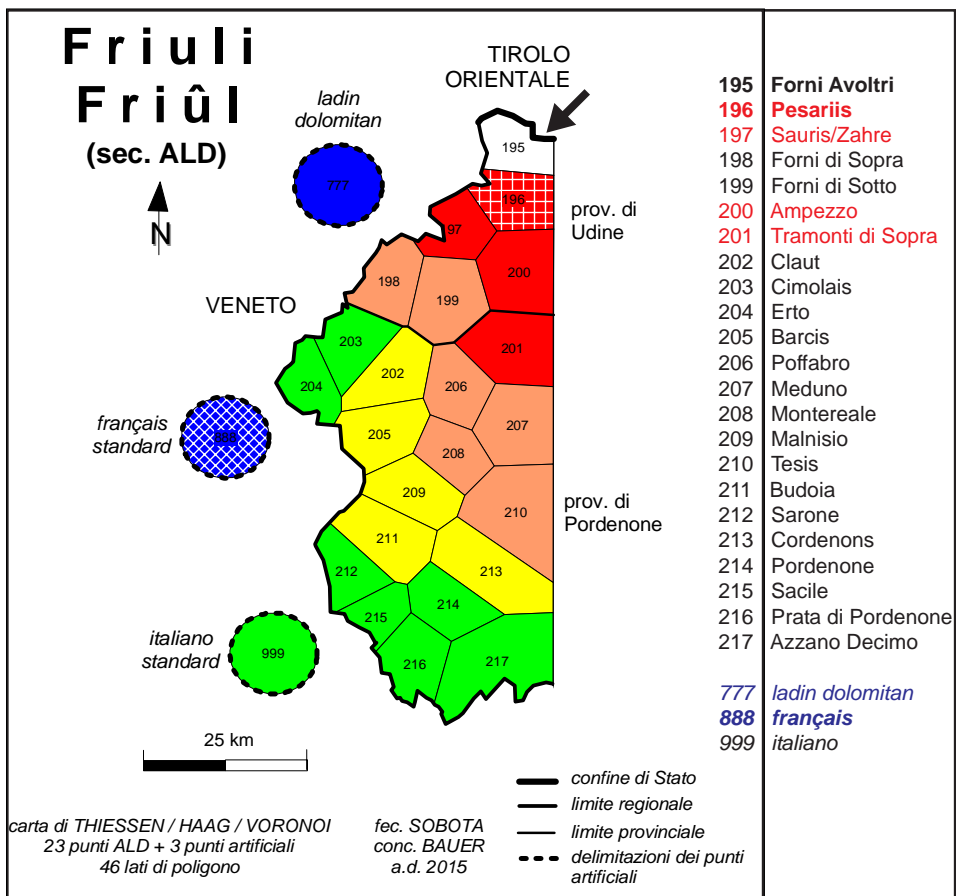 Friuli
Friûl
(sec. ALD)
N
ladin
dolomitan
777
TIROLO
ORIENTALE
195
196
prov. di
Udine
97
200
198
199
VENETO
203
201
202
204
206
français
standard
888
205
207
208
209
210
prov. di
Pordenone
211
213
212
214
215
italiano
standard
999
216
217
25 km
confine di Stato
limite regionale
limite provinciale
delimitazioni dei punti
artificiali
carta di THIESSEN / HAAG / VORONOI
23 punti ALD + 3 punti artificiali
46 lati di poligono
fec. SOBOTA
conc. BAUER
a.d. 2015
195 Forni Avoltri
196 Pesariis
197 Sauris/Zahre
198 Forni di Sopra
199 Forni di Sotto
200 Ampezzo
201 Tramonti di Sopra
202 Claut
203 Cimolais
204 Erto
205 Barcis
206 Poffabro
207 Meduno
208 Montereale
209 Malnisio
210 Tesis
211 Budoia
212 Sarone
213 Cordenons
214 Pordenone
215 Sacile
216 Prata di Pordenone
217 Azzano Decimo
777 ladin dolomitan
888 français
999 italiano